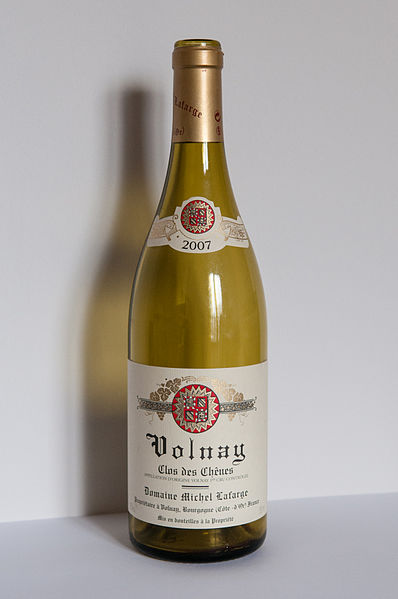 Lafarge
2007
Volnay
Clos des Chênes
APPELLATION D'ORIGINE VOLNAY 1ER CRU CONTRÔLÉE
Domaine Michel Lafarge
Propriétaire à Volnay, Bourgogne (Côte-d'Or) France
Mis en bouteilles à la Propriété